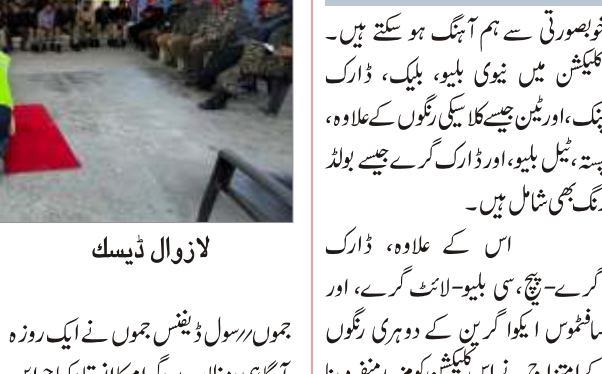 خوبصورتی سے ہم آہنگ ہو سکتے ہیں۔
کلیکشن میں نیوی بلیو، بلیک، ڈارک
پنک،اورٹین جیسے کلاسیکی رنگوں کے علاوہ،
پستہ،ٹیل بلیو،اور ڈارک گرے جیسے بولڈ
رنگ بھی شامل ہیں۔
اس کے علاوہ، ڈارک
گرے–پیچ،سی بلیو–لائٹ گرے، اور
سافٹموس ایکوا گرین کے دوہری رنگوں
لازوال ڈیسک
جموں//سول ڈیفنس جموں نے ایک روزہ